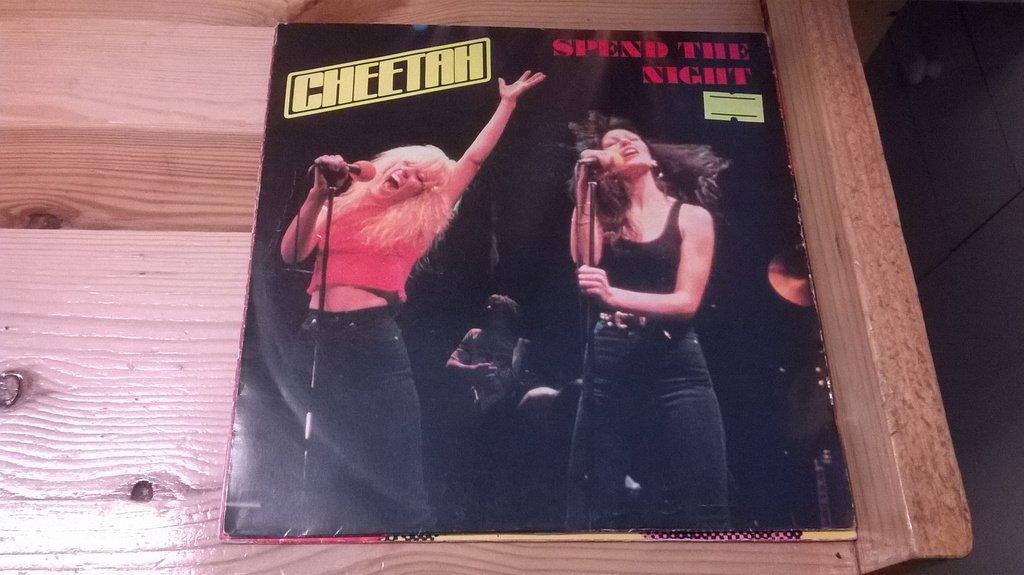 CHEETAH
SPEND THE
NIGHT